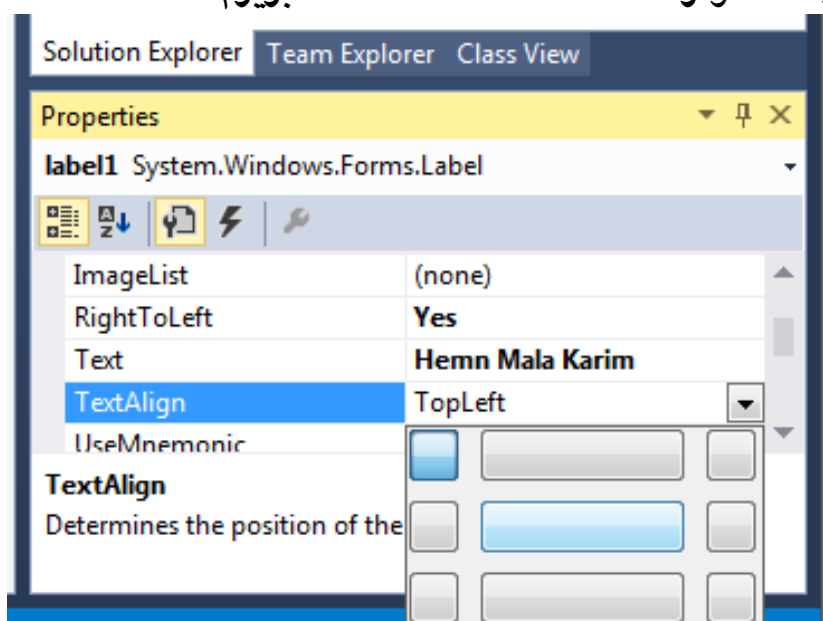 Solution Explorer Team Explorer Class View
Properties
label1 System.Windows.Forms.Label
ImageList (none)
RightToLeft Yes
Text Hemn Mala Karim
TextAlign TopLeft
UseMnemonic
TextAlign
Determines the position of the